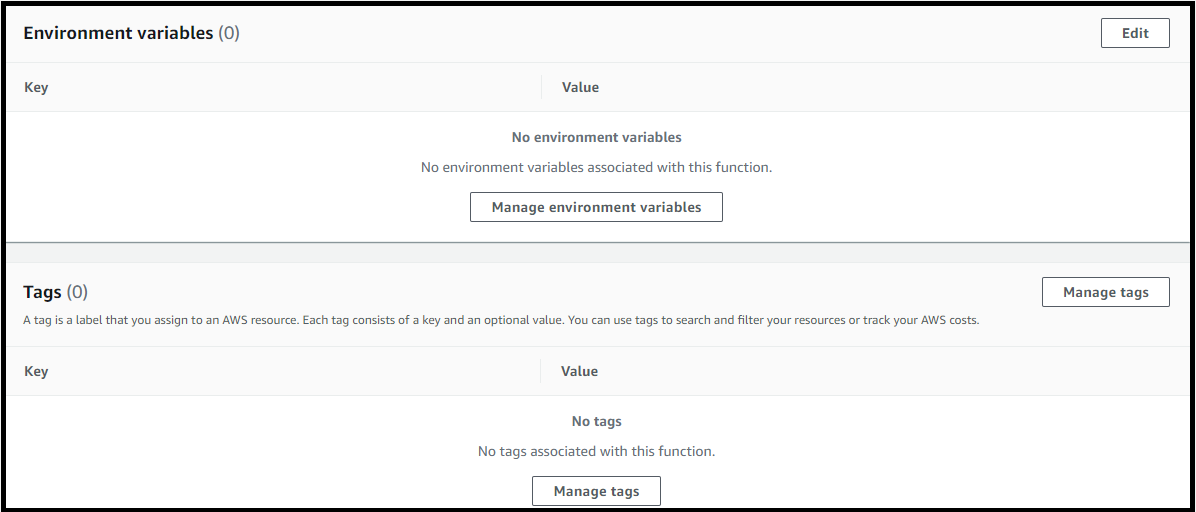 Environment variables (0)
Edit
Key
Value
No environment variables
No environment variables associated with this function.
Manage environment variables
Tags (0)
Manage tags
A tag is a label that you assign to an AWS resource. Each tag consists of a key and an optional value. You can use tags to search and filter your resources or track your AWS costs.
Key
Value
No tags
No tags associated with this function.
Manage tags